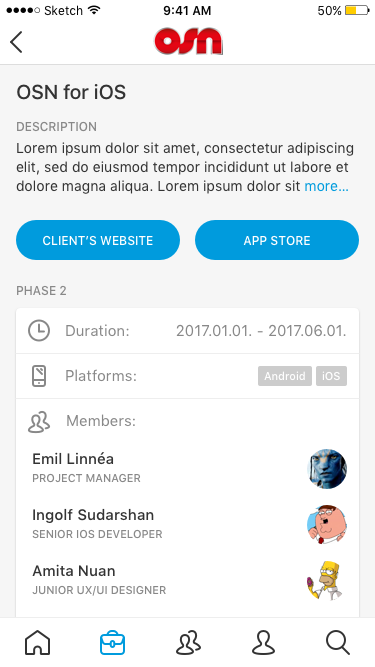 Sketch 9:41 AM 50%
OSN
OSN for iOS
DESCRIPTION
Lorem ipsum dolor sit amet, consectetur adipiscing
elit, sed do eiusmod tempor incididunt ut labore et
dolore magna aliqua. Lorem ipsum dolor sit more...
CLIENT'S WEBSITE APP STORE
PHASE 2
Duration: 2017.01.01. - 2017.06.01.
Platforms: Android iOS
Members:
Emil Linnéa
PROJECT MANAGER
Ingolf Sudarshan
SENIOR IOS DEVELOPER
Amita Nuan
JUNIOR UX/UI DESIGNER